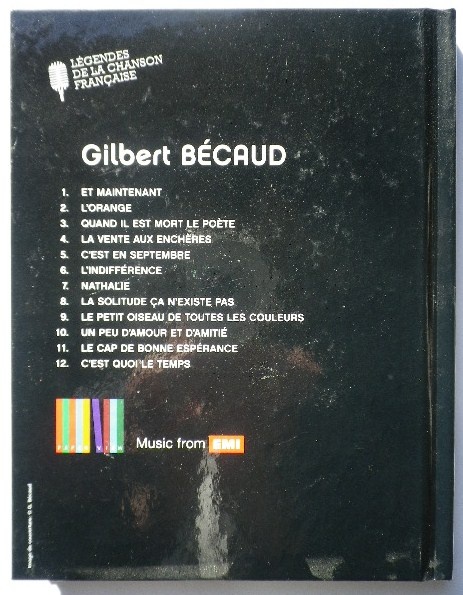 LÉGENDES
DE LA CHANSON
FRANÇAISE
Gilbert BÉCAUD
1. ET MAINTENANT
2. L'ORANGE
3. QUAND IL EST MORT LE POÈTE
4. LA VENTE AUX ENCHÈRES
5. C'EST EN SEPTEMBRE
6. L'INDIFFÉRENCE
7. NATHALIE
8. LA SOLITUDE ÇA N'EXISTE PAS
9. LE PETIT OISEAU DE TOUTES LES COULEURS
10. UN PEU D'AMOUR ET D'AMITIÉ
11. LE CAP DE BONNE ESPÉRANCE
12. C'EST QUOI LE TEMPS
Music from EMI